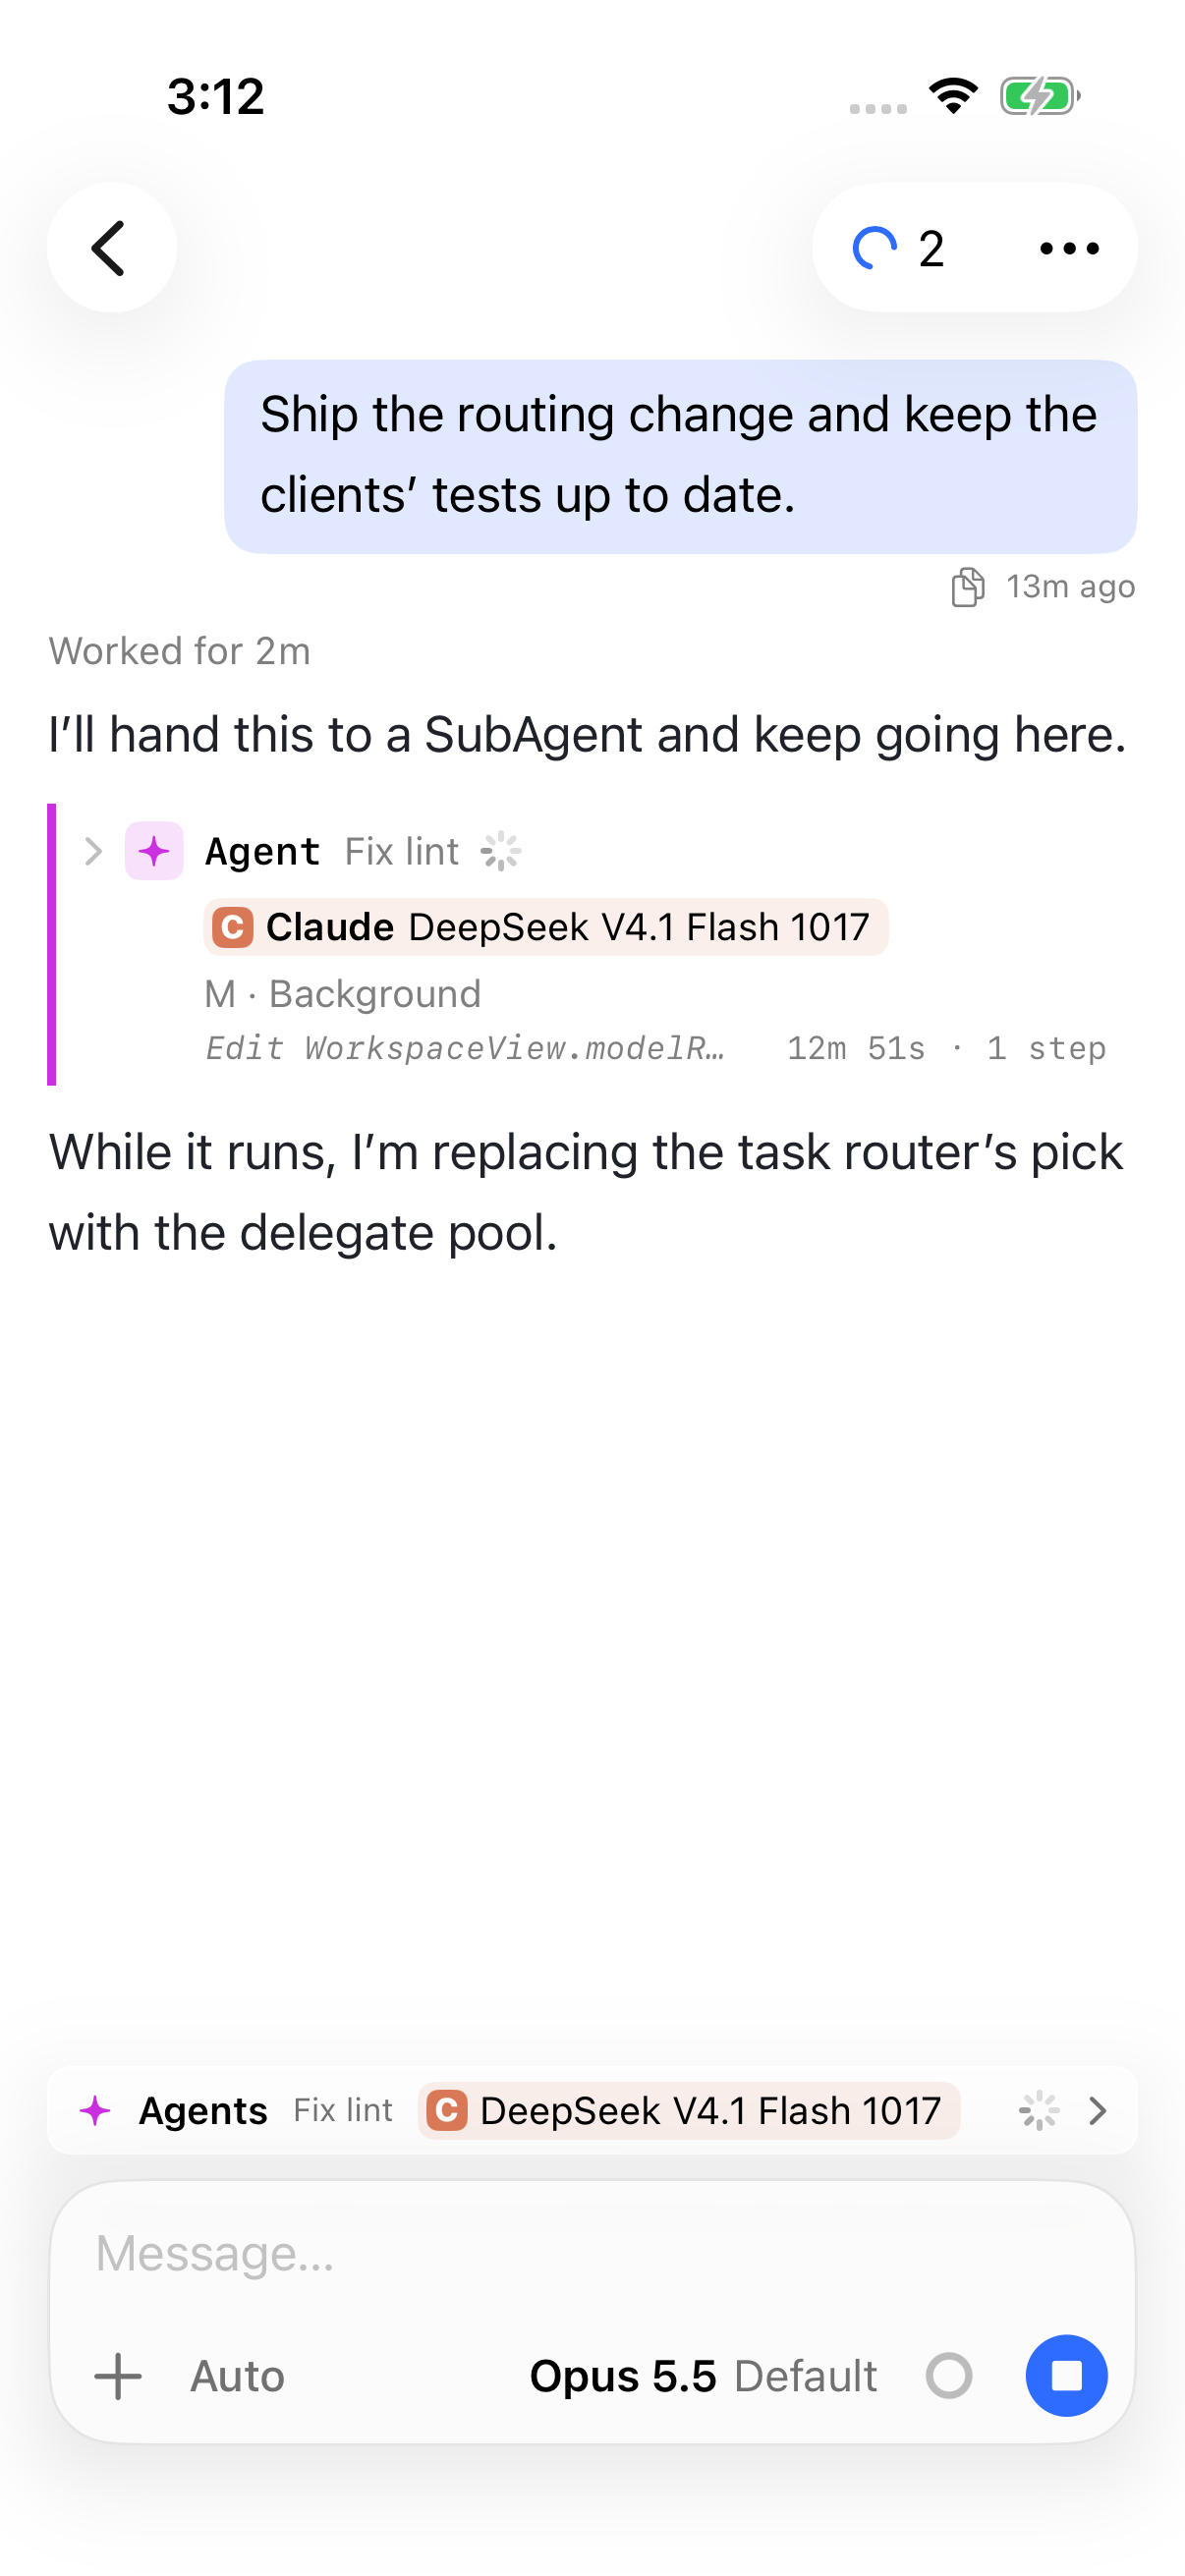 3:12
2
Ship the routing change and keep the
clients’ tests up to date.
13m ago
Worked for 2m
I’ll hand this to a SubAgent and keep going here.
Agent Fix lint
C Claude DeepSeek V4.1 Flash 1017
M · Background
Edit WorkspaceView.modelR… 12m 51s · 1 step
While it runs, I’m replacing the task router’s pick
with the delegate pool.
Agents Fix lint C DeepSeek V4.1 Flash 1017
Message...
Auto Opus 5.5 Default